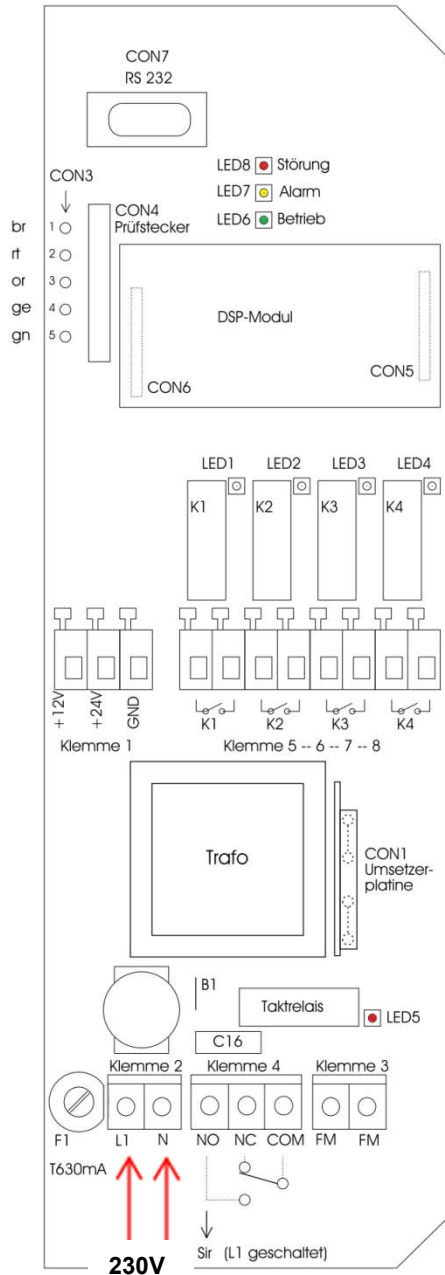 CON7
RS 232
LED8 Störung
LED7 Alarm
LED6 Betrieb
CON3
CON4
Prüfstecker
br 1
rt 2
or 3
ge 4
gn 5
DSP-Modul
CON6
CON5
LED1 LED2 LED3 LED4
K1 K2 K3 K4
+12V +24V GND
K1 K2 K3 K4
Klemme 1
Klemme 5 -- 6 -- 7 -- 8
Trafo
CON1
Umsetzer-
platine
B1
Taktrelais
LED5
C16
Klemme 2 Klemme 4 Klemme 3
F1 L1 N NO NC COM FM FM
T630mA
Sir (L1 geschaltet)
230V